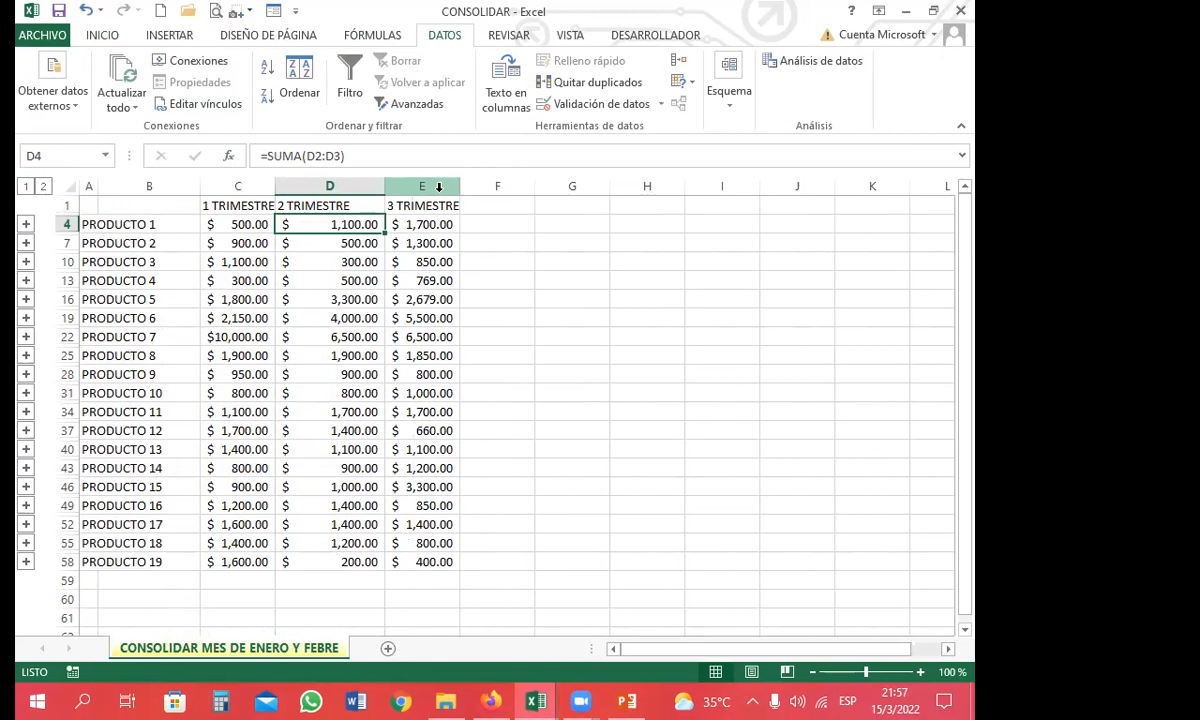 CONSOLIDAR - Excel
ARCHIVO INICIO INSERTAR DISEÑO DE PÁGINA FÓRMULAS DATOS REVISAR VISTA DESARROLLADOR Cuenta Microsoft
Obtener datos externos
Actualizar todo
Conexiones
Propiedades
Editar vínculos
Conexiones
Ordenar
Filtro
Borrar
Volver a aplicar
Avanzadas
Ordenar y filtrar
Texto en columnas
Relleno rápido
Quitar duplicados
Validación de datos
Herramientas de datos
Esquema
Análisis de datos
Análisis
D4 fx =SUMA(D2:D3)
1 2 A B C D E F G H I J K L
1 1 TRIMESTRE 2 TRIMESTRE 3 TRIMESTRE
4 PRODUCTO 1 $ 500.00 $ 1,100.00 $ 1,700.00
7 PRODUCTO 2 $ 900.00 $ 500.00 $ 1,300.00
10 PRODUCTO 3 $ 1,100.00 $ 300.00 $ 850.00
13 PRODUCTO 4 $ 300.00 $ 500.00 $ 769.00
16 PRODUCTO 5 $ 1,800.00 $ 3,300.00 $ 2,679.00
19 PRODUCTO 6 $ 2,150.00 $ 4,000.00 $ 5,500.00
22 PRODUCTO 7 $10,000.00 $ 6,500.00 $ 6,500.00
25 PRODUCTO 8 $ 1,900.00 $ 1,900.00 $ 1,850.00
28 PRODUCTO 9 $ 950.00 $ 900.00 $ 800.00
31 PRODUCTO 10 $ 800.00 $ 800.00 $ 1,000.00
34 PRODUCTO 11 $ 1,100.00 $ 1,700.00 $ 1,700.00
37 PRODUCTO 12 $ 1,700.00 $ 1,400.00 $ 660.00
40 PRODUCTO 13 $ 1,400.00 $ 1,100.00 $ 1,100.00
43 PRODUCTO 14 $ 800.00 $ 900.00 $ 1,200.00
46 PRODUCTO 15 $ 900.00 $ 1,000.00 $ 3,300.00
49 PRODUCTO 16 $ 1,200.00 $ 1,400.00 $ 850.00
52 PRODUCTO 17 $ 1,600.00 $ 1,400.00 $ 1,400.00
55 PRODUCTO 18 $ 1,400.00 $ 1,200.00 $ 800.00
58 PRODUCTO 19 $ 1,600.00 $ 200.00 $ 400.00
59
60
61
CONSOLIDAR MES DE ENERO Y FEBRE
LISTO 100 %
35°C ESP 21:57
15/3/2022